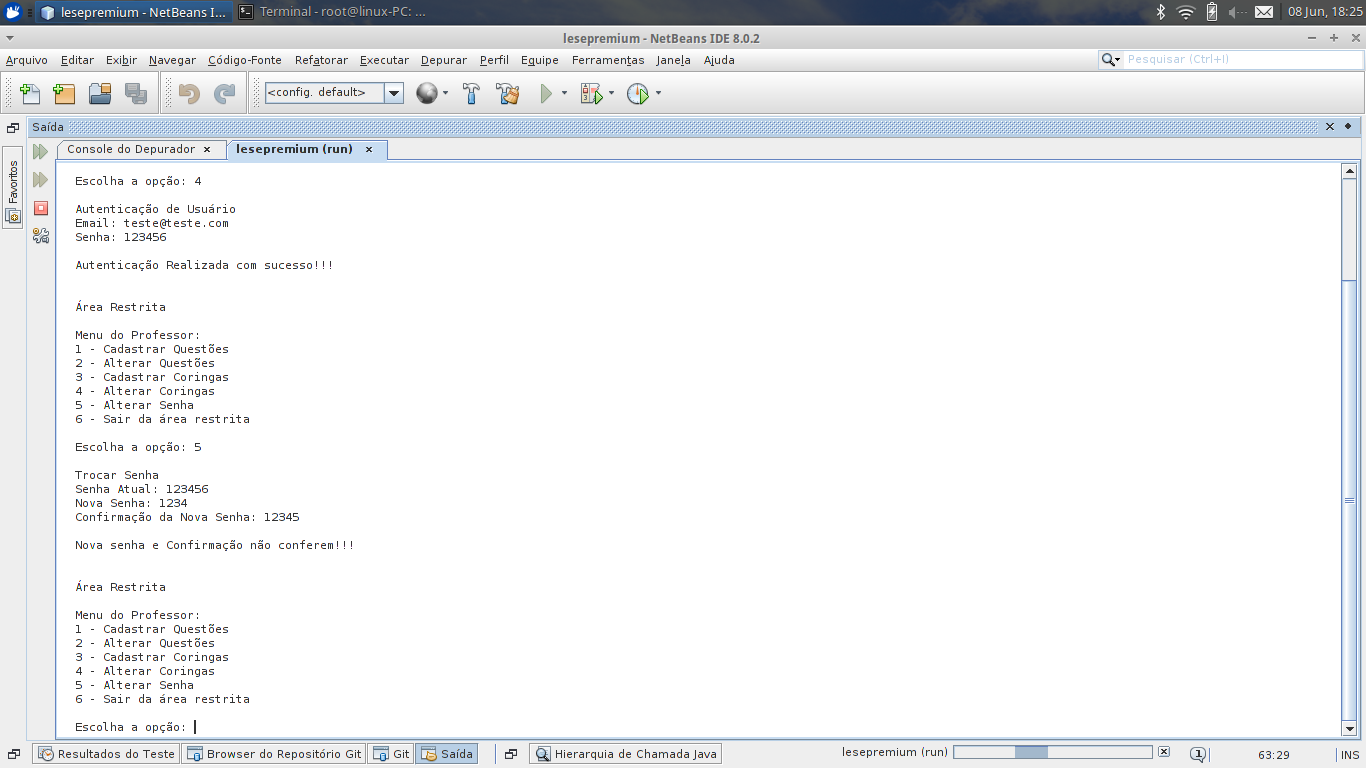 lesepremium - NetBeans I...
Terminal - root@linux-PC: ...
08 Jun, 18:25
lesepremium - NetBeans IDE 8.0.2
Arquivo Editar Exibir Navegar Código-Fonte Refatorar Executar Depurar Perfil Equipe Ferramentas Janela Ajuda
Pesquisar (Ctrl+I)
<config. default>
Saída
Favoritos
Console do Depurador
lesepremium (run)
Escolha a opção: 4
Autenticação de Usuário
Email: teste@teste.com
Senha: 123456
Autenticação Realizada com sucesso!!!
Área Restrita
Menu do Professor:
1 - Cadastrar Questões
2 - Alterar Questões
3 - Cadastrar Coringas
4 - Alterar Coringas
5 - Alterar Senha
6 - Sair da área restrita
Escolha a opção: 5
Trocar Senha
Senha Atual: 123456
Nova Senha: 1234
Confirmação da Nova Senha: 12345
Nova senha e Confirmação não conferem!!!
Área Restrita
Menu do Professor:
1 - Cadastrar Questões
2 - Alterar Questões
3 - Cadastrar Coringas
4 - Alterar Coringas
5 - Alterar Senha
6 - Sair da área restrita
Escolha a opção:
Resultados do Teste
Browser do Repositório Git
Git
Saída
Hierarquia de Chamada Java
lesepremium (run)
1
63:29
INS